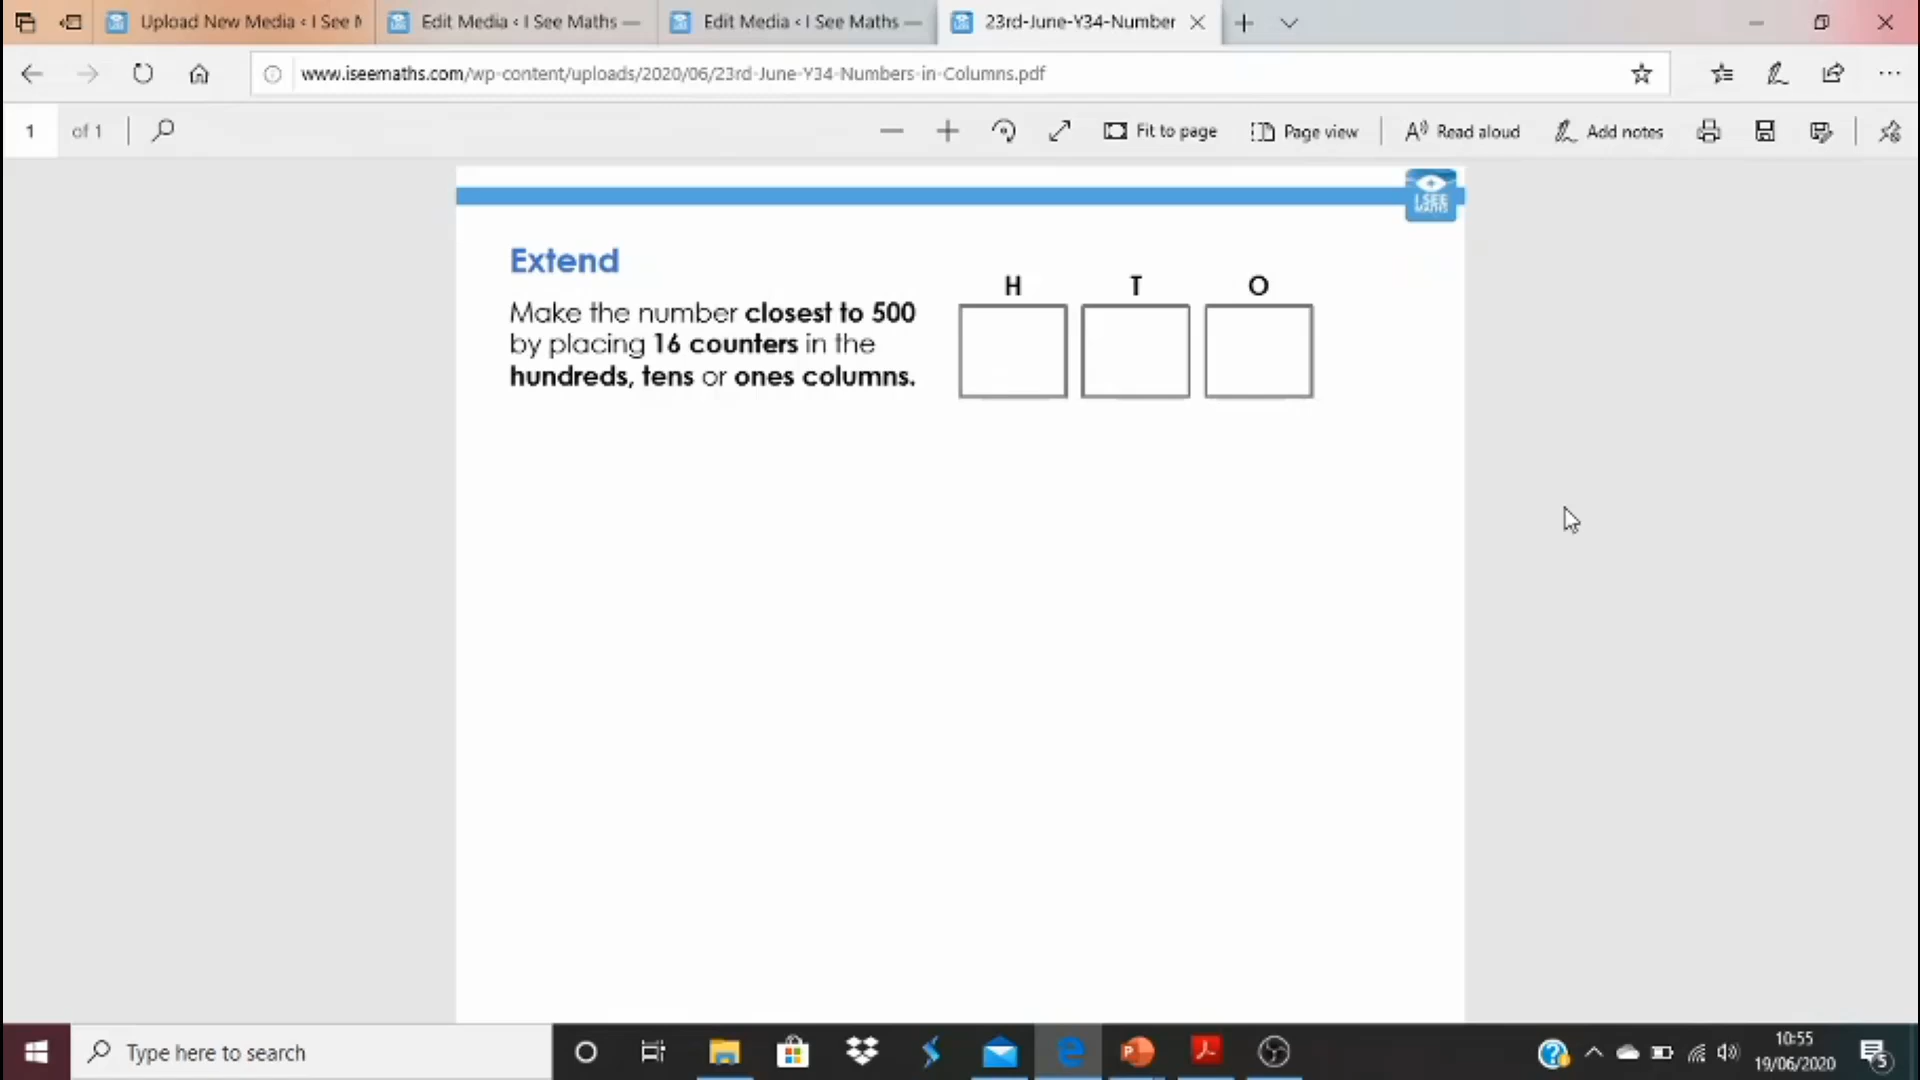 Upload New Media ‹ I See M
Edit Media ‹ I See Maths —
Edit Media ‹ I See Maths —
23rd-June-Y34-Number
www.iseemaths.com/wp-content/uploads/2020/06/23rd-June-Y34-Numbers-in-Columns.pdf
1 of 1
Fit to page
Page view
Read aloud
Add notes
I SEE
MATHS
Extend
H T O
Make the number closest to 500
by placing 16 counters in the
hundreds, tens or ones columns.
Type here to search
10:55
19/06/2020
5